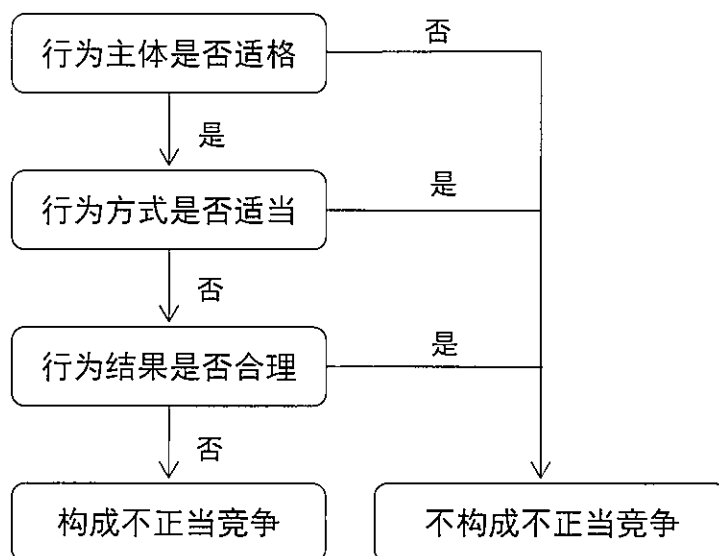 行为主体是否适格
否
是
行为方式是否适当
是
否
行为结果是否合理
是
否
构成不正当竞争
不构成不正当竞争